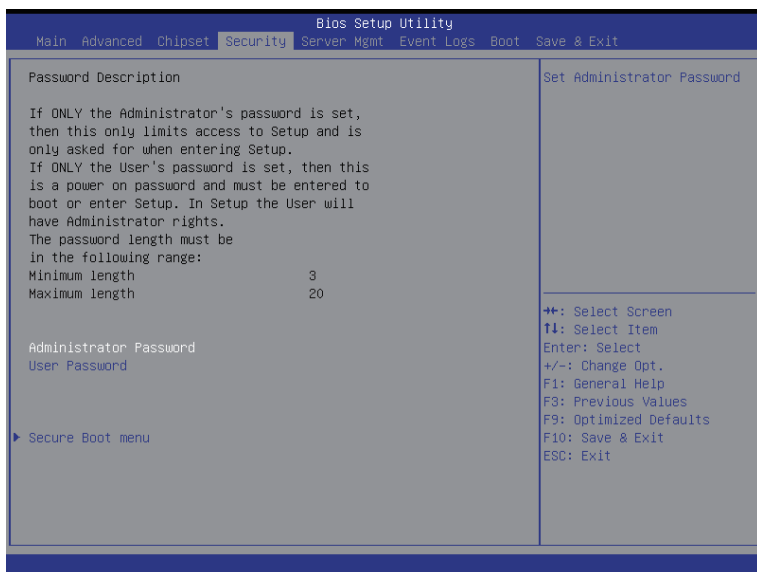 Bios Setup Utility
Main Advanced Chipset Security Server Mgmt Event Logs Boot Save & Exit
Password Description
If ONLY the Administrator's password is set,
then this only limits access to Setup and is
only asked for when entering Setup.
If ONLY the User's password is set, then this
is a power on password and must be entered to
boot or enter Setup. In Setup the User will
have Administrator rights.
The password length must be
in the following range:
Minimum length 3
Maximum length 20
Administrator Password
User Password
Secure Boot menu
Set Administrator Password
→←: Select Screen
↑↓: Select Item
Enter: Select
+/-: Change Opt.
F1: General Help
F3: Previous Values
F9: Optimized Defaults
F10: Save & Exit
ESC: Exit